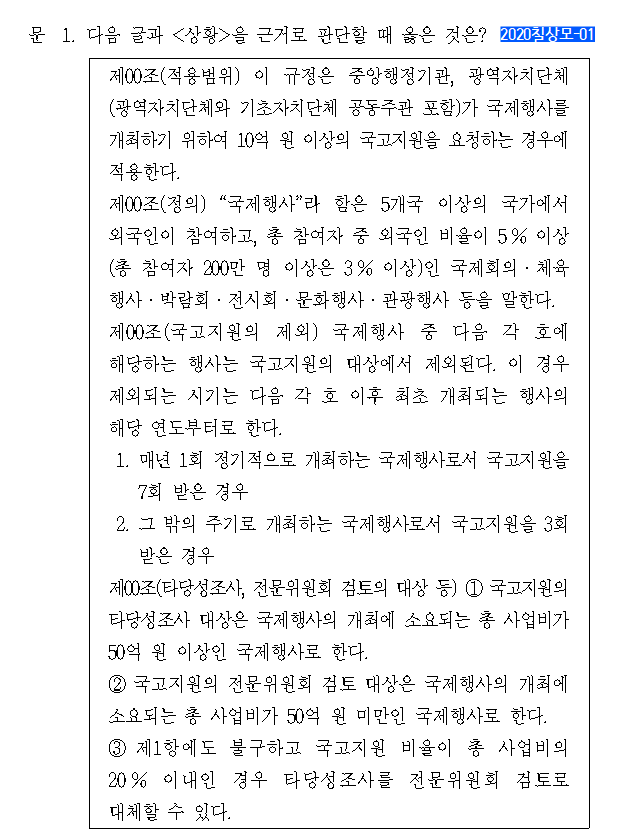 문 1. 다음 글과 <상황>을 근거로 판단할 때 옳은 것은? 2020침상모-01
제00조(적용범위) 이 규정은 중앙행정기관, 광역자치단체
(광역자치단체와 기초자치단체 공동주관 포함)가 국제행사를
개최하기 위하여 10억 원 이상의 국고지원을 요청하는 경우에
적용한다.
제00조(정의) “국제행사”라 함은 5개국 이상의 국가에서
외국인이 참여하고, 총 참여자 중 외국인 비율이 5% 이상
(총 참여자 200만 명 이상은 3% 이상)인 국제회의·체육
행사·박람회·전시회·문화행사·관광행사 등을 말한다.
제00조(국고지원의 제외) 국제행사 중 다음 각 호에
해당하는 행사는 국고지원의 대상에서 제외된다. 이 경우
제외되는 시기는 다음 각 호 이후 최초 개최되는 행사의
해당 연도부터로 한다.
1. 매년 1회 정기적으로 개최하는 국제행사로서 국고지원을
7회 받은 경우
2. 그 밖의 주기로 개최하는 국제행사로서 국고지원을 3회
받은 경우
제00조(타당성조사, 전문위원회 검토의 대상 등) ① 국고지원의
타당성조사 대상은 국제행사의 개최에 소요되는 총 사업비가
50억 원 이상인 국제행사로 한다.
② 국고지원의 전문위원회 검토 대상은 국제행사의 개최에
소요되는 총 사업비가 50억 원 미만인 국제행사로 한다.
③ 제1항에도 불구하고 국고지원 비율이 총 사업비의
20% 이내인 경우 타당성조사를 전문위원회 검토로
대체할 수 있다.